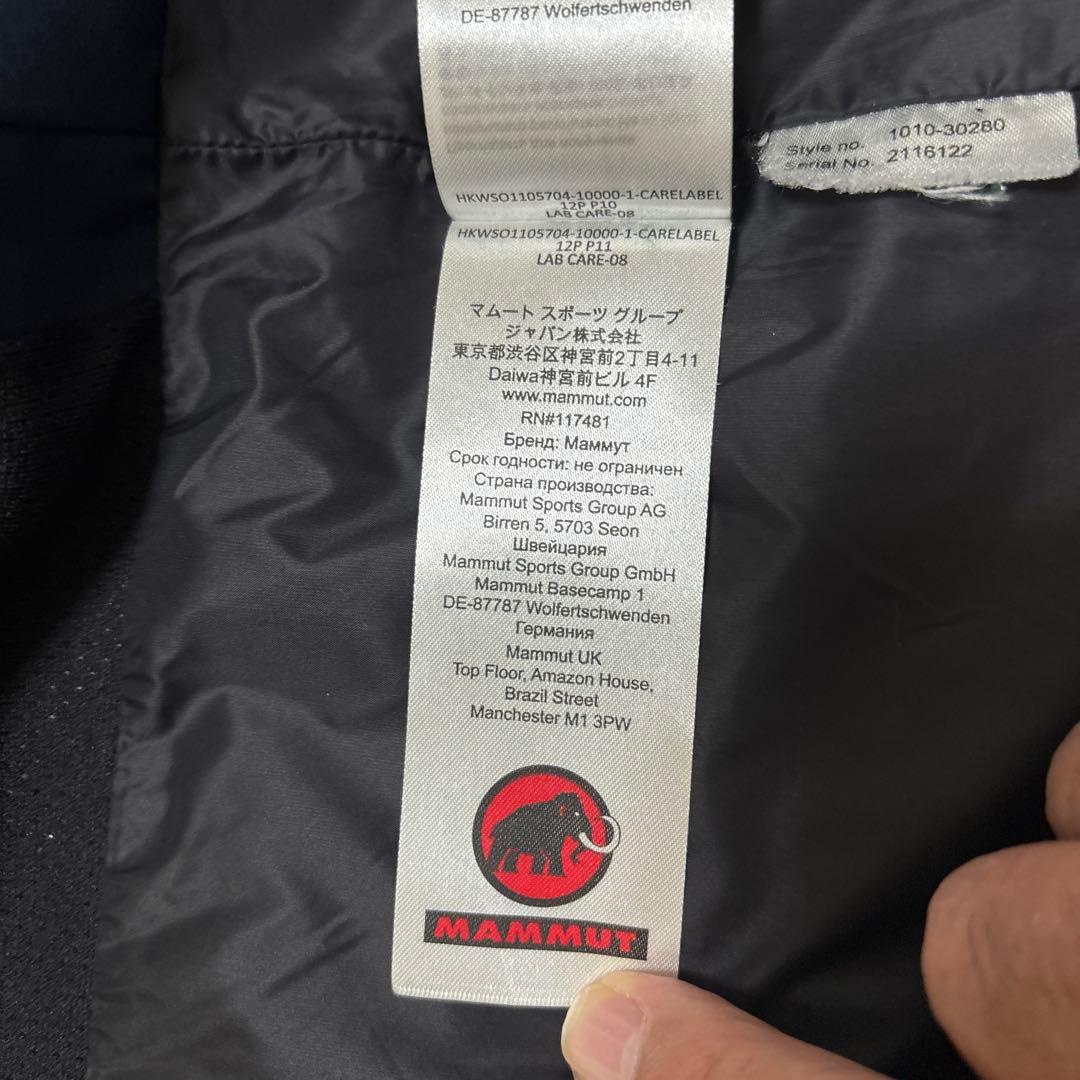 DE-87787 Wolfertschwenden
HKWSO1105704-10000-1-CARELABEL
12P P10
LAB CARE-08
HKWSO1105704-10000-1-CARELABEL
12P P11
LAB CARE-08
マムート スポーツ グループ
ジャパン株式会社
東京都渋谷区神宮前2丁目4-11
Daiwa神宮前ビル 4F
www.mammut.com
RN#117481
Бренд: Маммут
Срок годности: не ограничен
Страна производства:
Mammut Sports Group AG
Birren 5, 5703 Seon
Швейцария
Mammut Sports Group GmbH
Mammut Basecamp 1
DE-87787 Wolfertschwenden
Германия
Mammut UK
Top Floor, Amazon House,
Brazil Street
Manchester M1 3PW
MAMMUT
Style no. 1010-30280
Serial No. 2116122